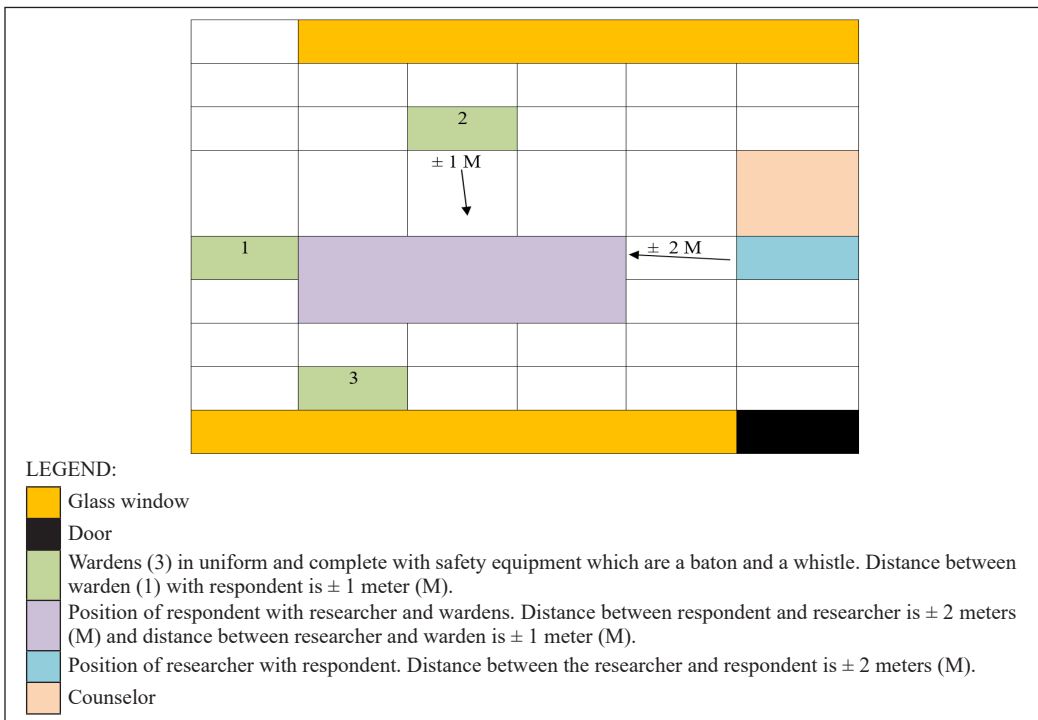 2
± 1 M
1
± 2 M
3
LEGEND:
Glass window
Door
Wardens (3) in uniform and complete with safety equipment which are a baton and a whistle. Distance between
warden (1) with respondent is ± 1 meter (M).
Position of respondent with researcher and wardens. Distance between respondent and researcher is ± 2 meters
(M) and distance between researcher and warden is ± 1 meter (M).
Position of researcher with respondent. Distance between the researcher and respondent is ± 2 meters (M).
Counselor